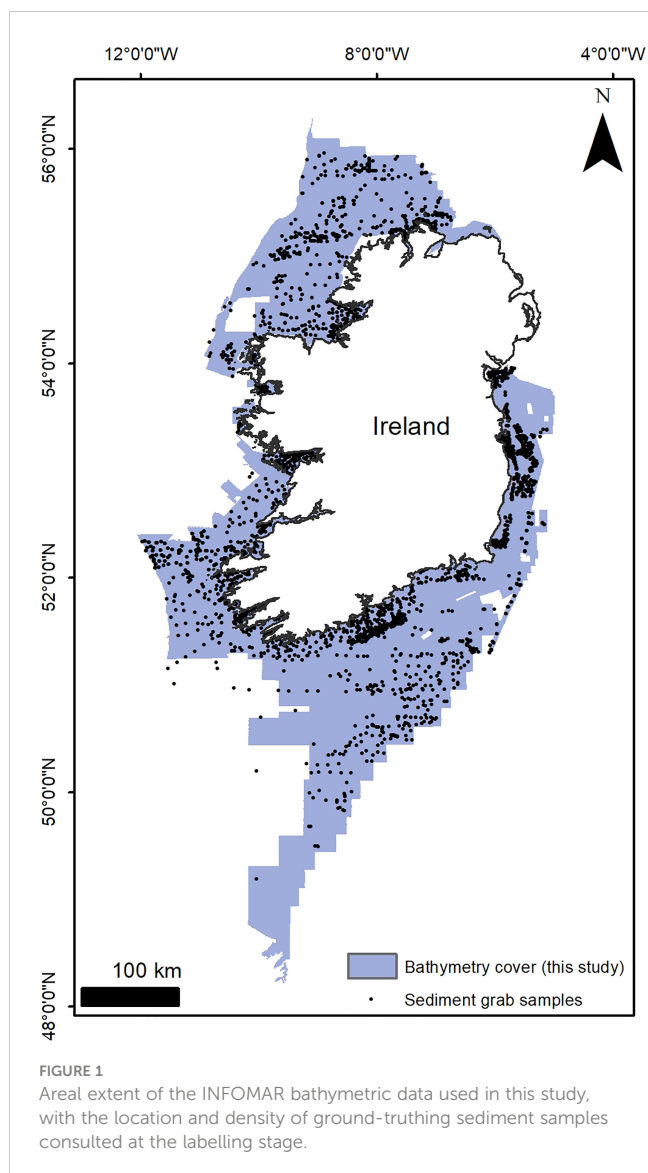 12°0'0"W 8°0'0"W 4°0'0"W
N
56°0'0"N
54°0'0"N
Ireland
52°0'0"N
50°0'0"N
48°0'0"N
100 km
Bathymetry cover (this study)
Sediment grab samples
FIGURE 1
Areal extent of the INFOMAR bathymetric data used in this study,
with the location and density of ground-truthing sediment samples
consulted at the labelling stage.